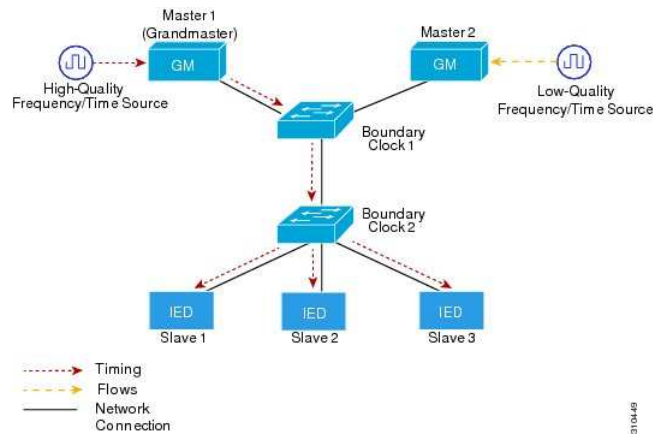 Master 1
(Grandmaster)
GM
High-Quality
Frequency/Time Source
Master 2
GM
Low-Quality
Frequency/Time Source
Boundary
Clock 1
Boundary
Clock 2
IED
Slave 1
IED
Slave 2
IED
Slave 3
Timing
Flows
Network
Connection
310449